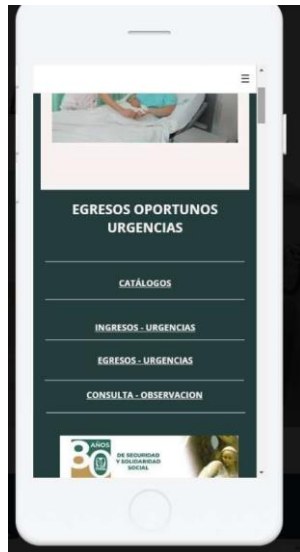 EGRESOS OPORTUNOS
URGENCIAS
CATÁLOGOS
INGRESOS - URGENCIAS
EGRESOS - URGENCIAS
CONSULTA - OBSERVACION
80 AÑOS
DE SEGURIDAD
Y SOLIDARIDAD
SOCIAL